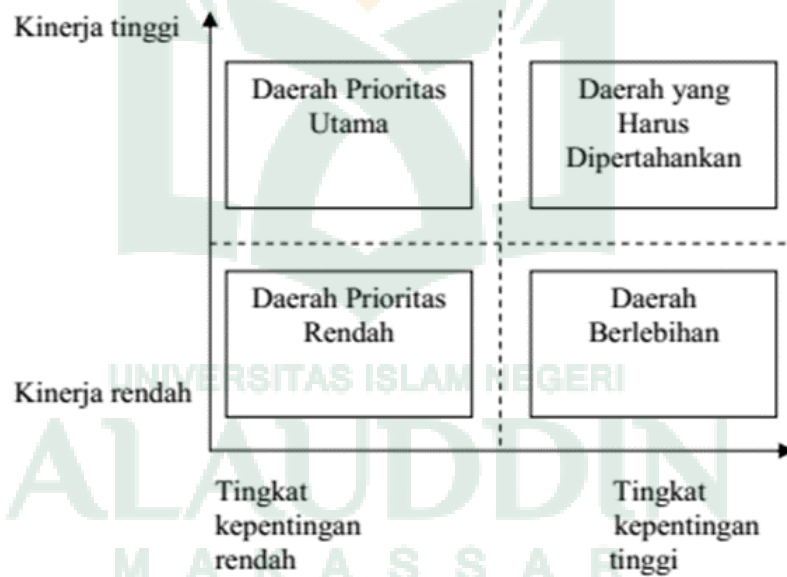 Kinerja tinggi
Daerah Prioritas
Utama
Daerah yang
Harus
Dipertahankan
Daerah Prioritas
Rendah
Daerah
Berlebihan
UNIVERSITAS ISLAM NEGERI
Kinerja rendah
ALAUDDIN
Tingkat
kepentingan
rendah
Tingkat
kepentingan
tinggi
MAKASSAR